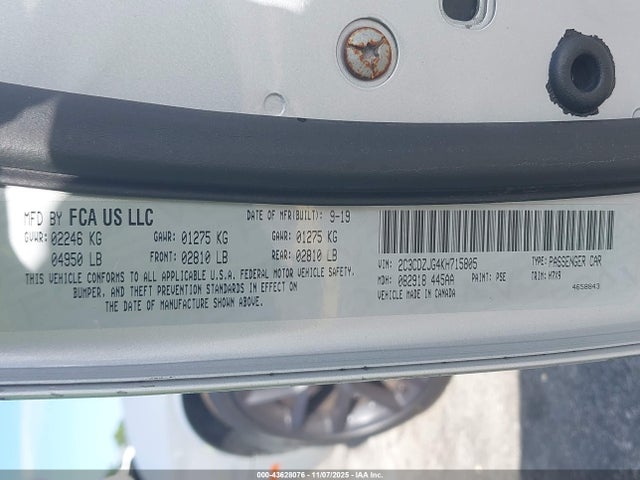 MFD BY FCA US LLC DATE OF MFR(BUILT): 9-19
GVWR: 02246 KG GAWR: 01275 KG 01275 KG
04950 LB FRONT: 02810 LB REAR: 02810 LB
THIS VEHICLE CONFORMS TO ALL APPLICABLE U.S.A. FEDERAL MOTOR VEHICLE SAFETY,
BUMPER, AND THEFT PREVENTION STANDARDS IN EFFECT ON
THE DATE OF MANUFACTURE SHOWN ABOVE.
VIN: 2C3CDZJG4KH715805 TYPE: PASSENGER CAR
MDH: 082918 445AA PAINT: PSE TRIM: H7X9
VEHICLE MADE IN CANADA 4658843
000-43628076 - 11/07/2025 - IAAI